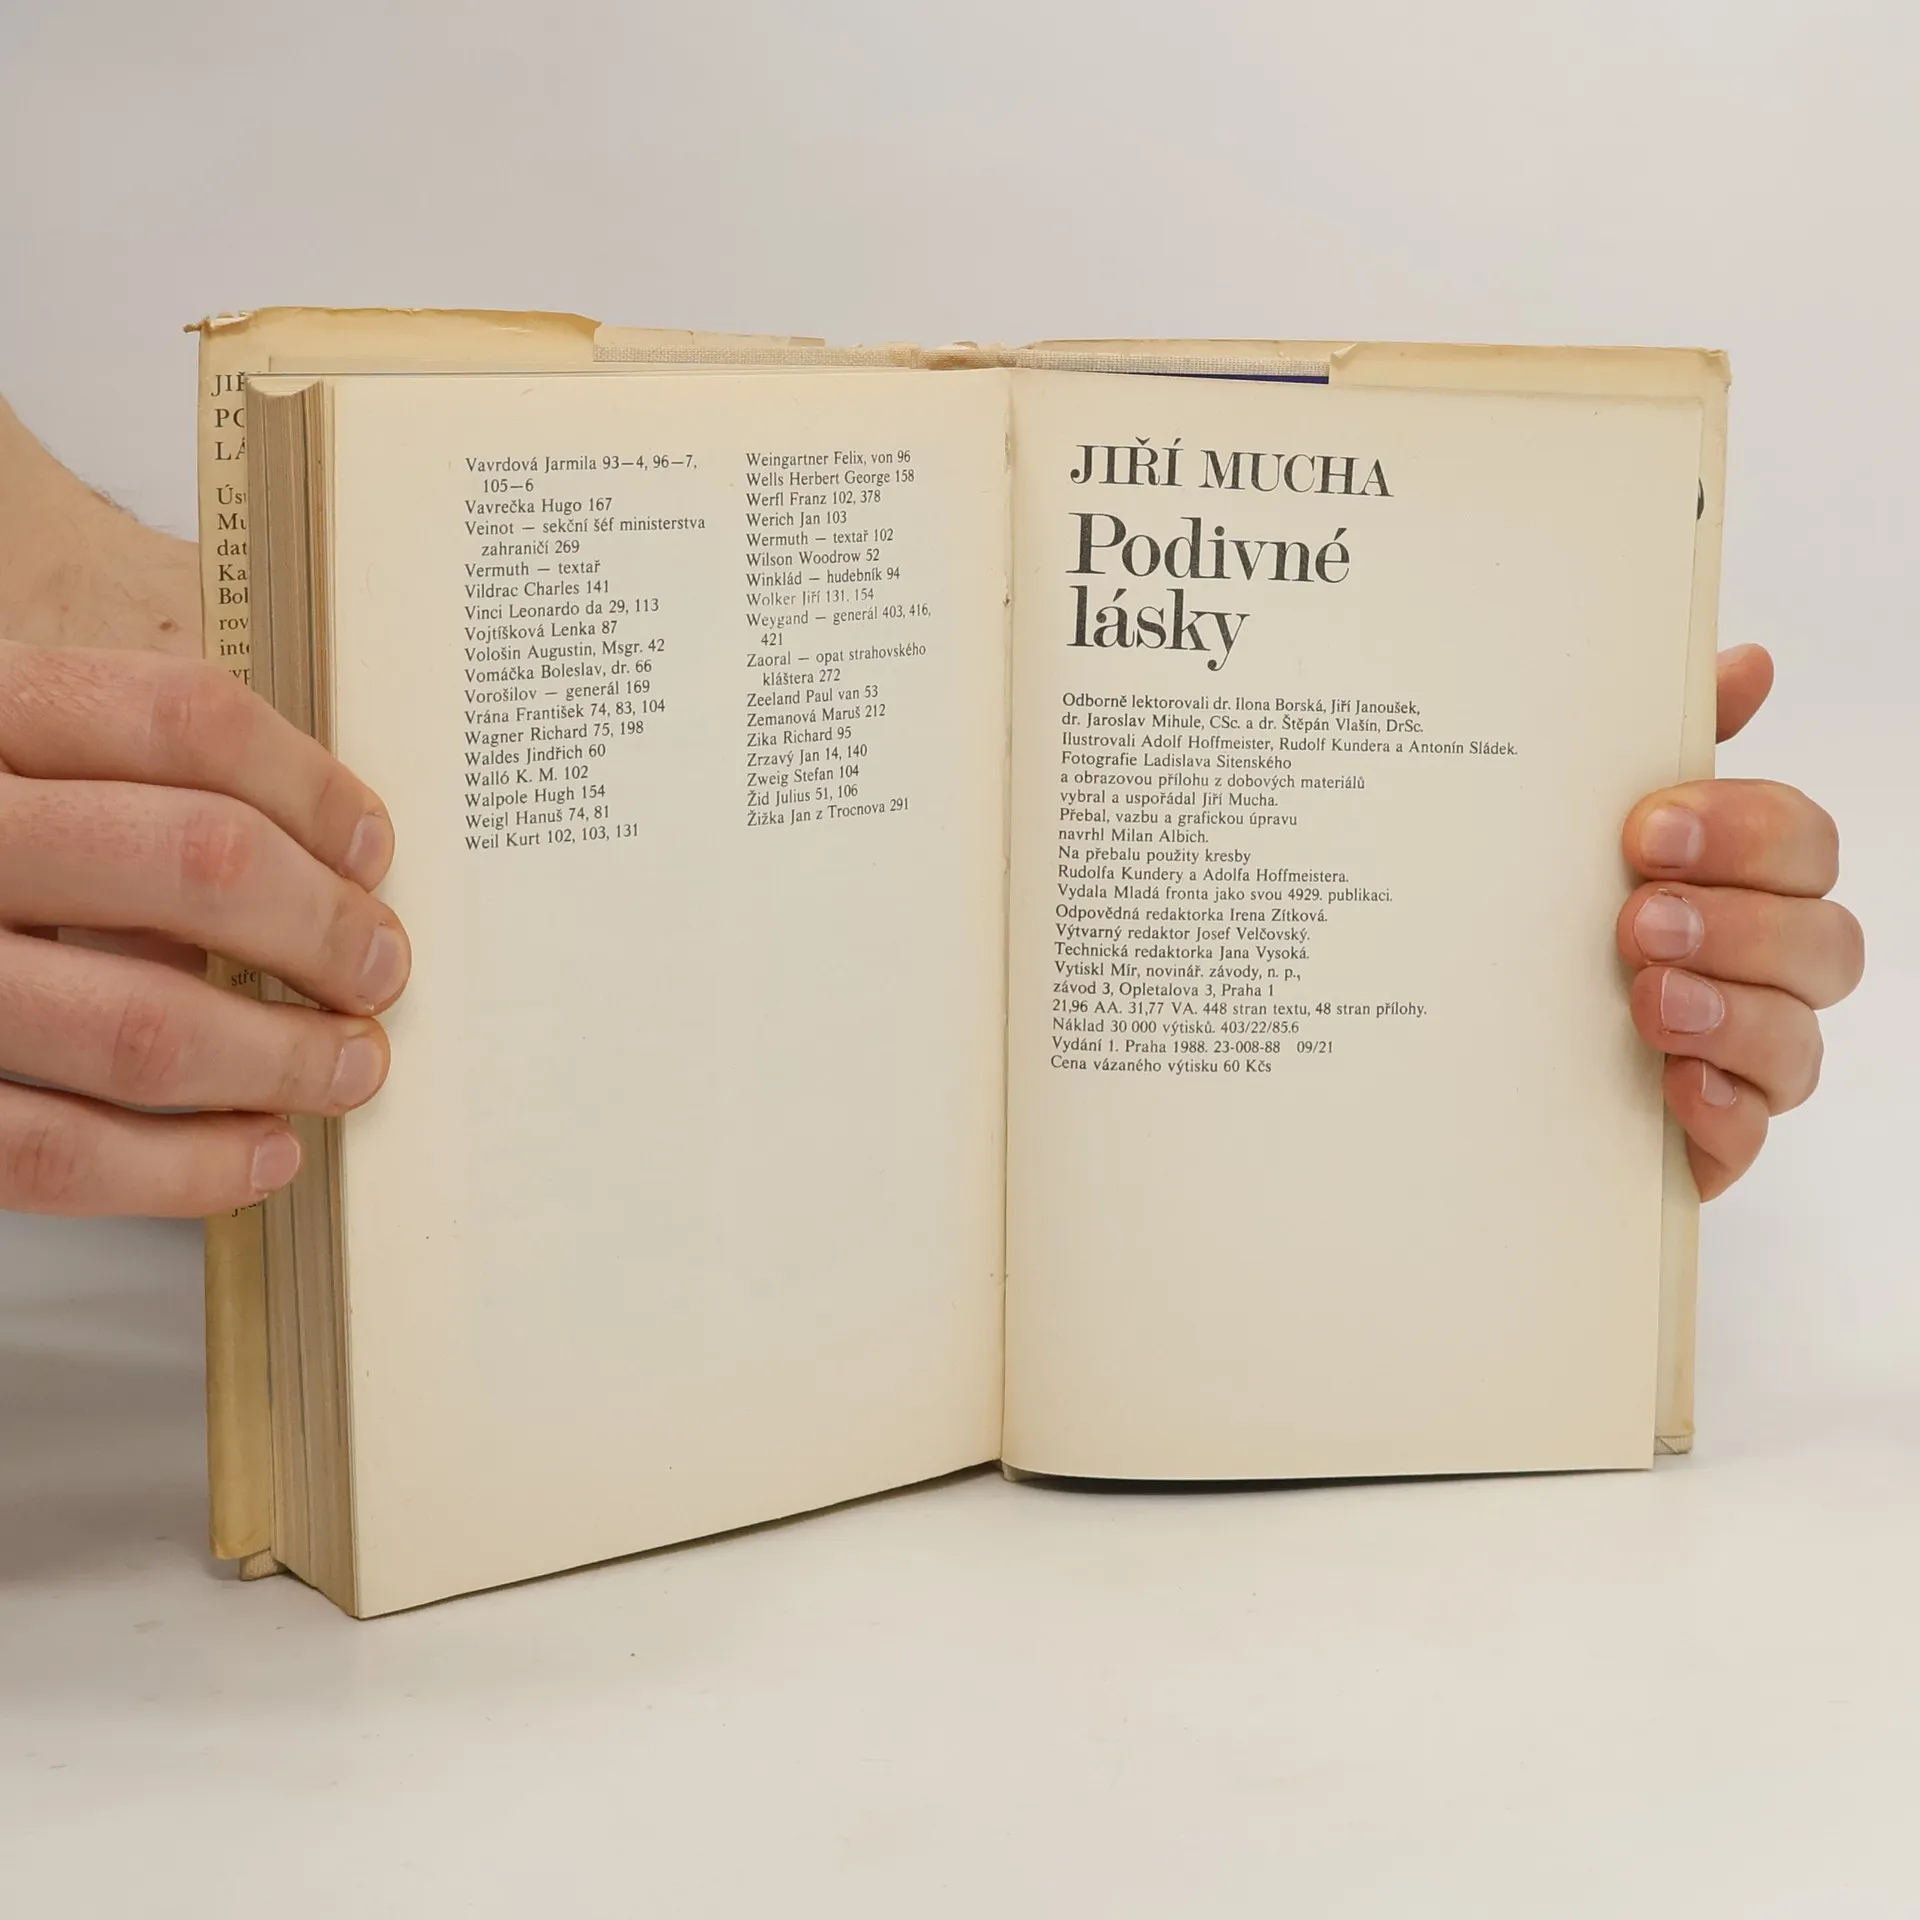 Vavrdová Jarmila 93—4, 96—7,
105—6
Vavrečka Hugo 167
Veinot — sekční šéf ministerstva
zahraničí 269
Vermuth — textař
Vildrac Charles 141
Vinci Leonardo da 29, 113
Vojtíšková Lenka 87
Vološin Augustin, Msgr. 42
Vomáčka Boleslav, dr. 66
Vorošilov — generál 169
Vrána František 74, 83, 104
Wagner Richard 75, 198
Waldes Jindřich 60
Walló K. M. 102
Walpole Hugh 154
Weigl Hanuš 74, 81
Weil Kurt 102, 103, 131
Weingartner Felix, von 96
Wells Herbert George 158
Werfl Franz 102, 378
Werich Jan 103
Wermuth — textař 102
Wilson Woodrow 52
Winklád — hudebník 94
Wolker Jiří 131. 154
Weygand — generál 403, 416,
421
Zaoral — opat strahovského
kláštera 272
Zeeland Paul van 53
Zemanová Maruš 212
Zika Richard 95
Zrzavý Jan 14, 140
Zweig Stefan 104
Žid Julius 51, 106
Žižka Jan z Trocnova 291
JIŘÍ MUCHA
Podivné
lásky
Odborně lektorovali dr. Ilona Borská, Jiří Janoušek,
dr. Jaroslav Mihule, CSc. a dr. Štěpán Vlašín, DrSc.
Ilustrovali Adolf Hoffmeister, Rudolf Kundera a Antonín Sládek.
Fotografie Ladislava Sitenského
a obrazovou přílohu z dobových materiálů
vybral a uspořádal Jiří Mucha.
Přebal, vazbu a grafickou úpravu
navrhl Milan Albich.
Na přebalu použity kresby
Rudolfa Kundery a Adolfa Hoffmeistera.
Vydala Mladá fronta jako svou 4929. publikaci.
Odpovědná redaktorka Irena Zítková.
Výtvarný redaktor Josef Velčovský.
Technická redaktorka Jana Vysoká.
Vytiskl Mír, novinář. závody, n. p.,
závod 3, Opletalova 3, Praha 1
21,96 AA. 31,77 VA. 448 stran textu, 48 stran přílohy.
Náklad 30 000 výtisků. 403/22/85.6
Vydání 1. Praha 1988. 23-008-88 09/21
Cena vázaného výtisku 60 Kčs